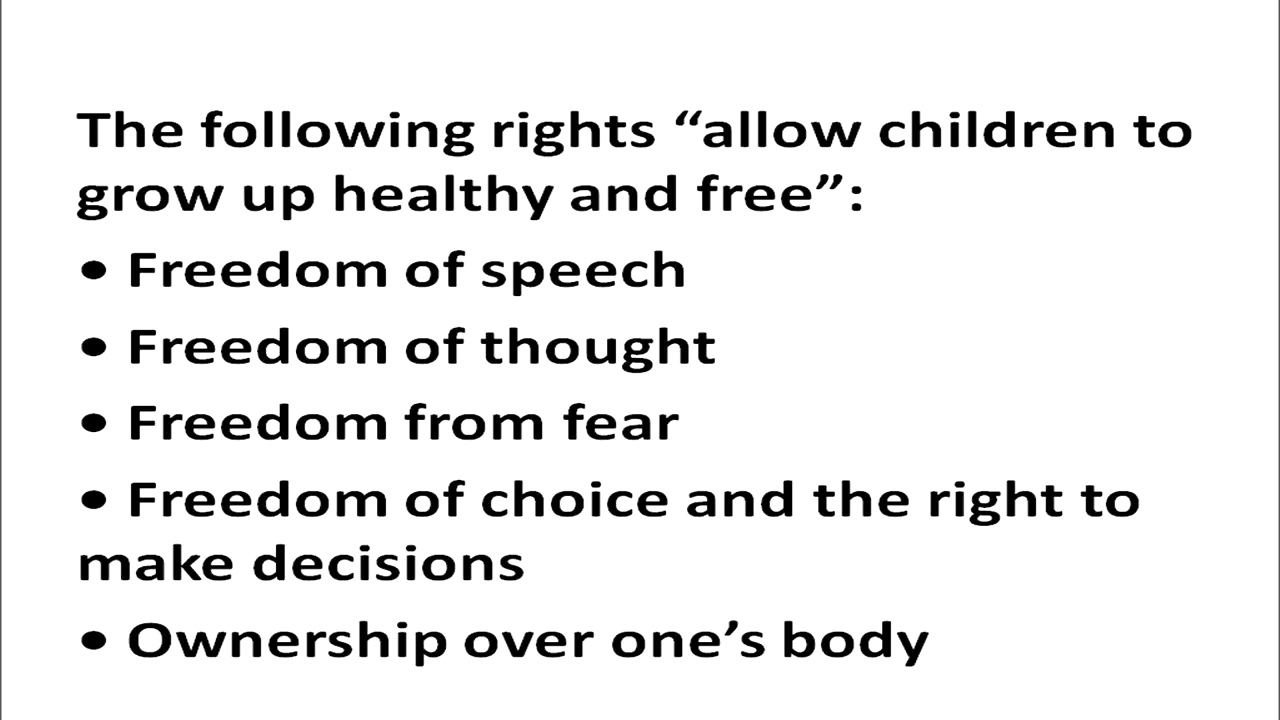 The following rights “allow children to
grow up healthy and free”:
• Freedom of speech
• Freedom of thought
• Freedom from fear
• Freedom of choice and the right to
make decisions
• Ownership over one’s body